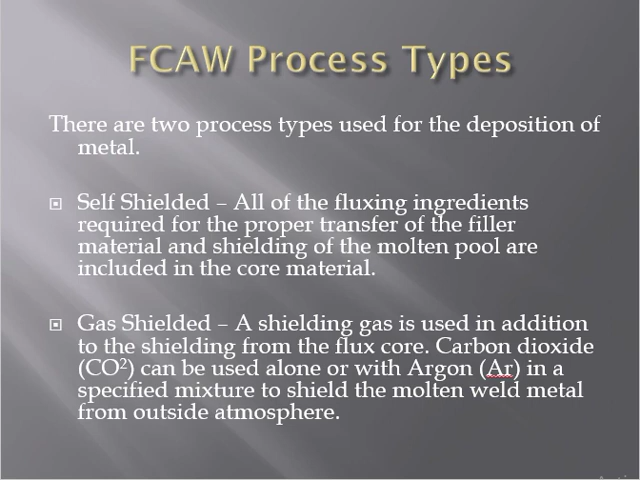 FCAW Process Types
There are two process types used for the deposition of
metal.
Self Shielded – All of the fluxing ingredients
required for the proper transfer of the filler
material and shielding of the molten pool are
included in the core material.
Gas Shielded – A shielding gas is used in addition
to the shielding from the flux core. Carbon dioxide
(CO²) can be used alone or with Argon (Ar) in a
specified mixture to shield the molten weld metal
from outside atmosphere.